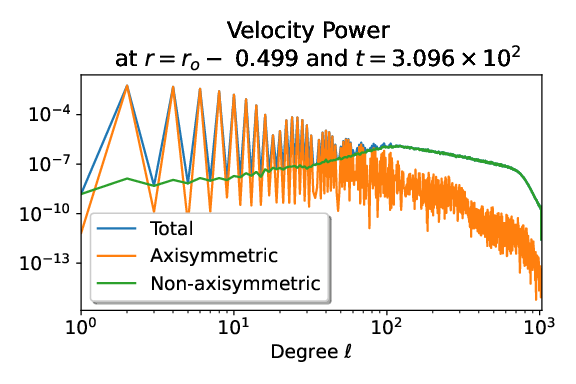 Velocity Power
at r = r_o − 0.499 and t = 3.096 × 10^2
10^−4
10^−7
10^−10
10^−13
Total
Axisymmetric
Non-axisymmetric
10^0 10^1 10^2 10^3
Degree ℓ